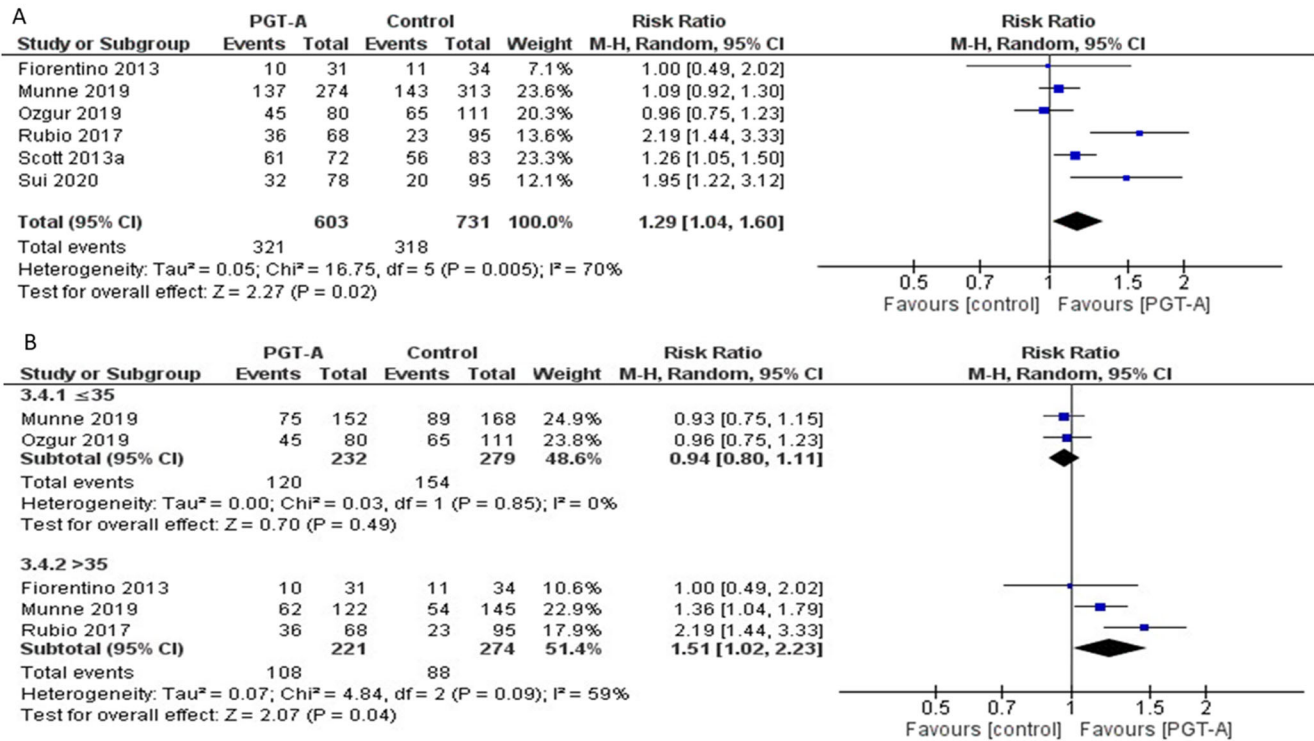 A
PGT-A Control Risk Ratio Risk Ratio
Study or Subgroup Events Total Events Total Weight M-H, Random, 95% CI M-H, Random, 95% CI
Fiorentino 2013 10 31 11 34 7.1% 1.00 [0.49, 2.02]
Munne 2019 137 274 143 313 23.6% 1.09 [0.92, 1.30]
Ozgur 2019 45 80 65 111 20.3% 0.96 [0.75, 1.23]
Rubio 2017 36 68 23 95 13.6% 2.19 [1.44, 3.33]
Scott 2013a 61 72 56 83 23.3% 1.26 [1.05, 1.50]
Sui 2020 32 78 20 95 12.1% 1.95 [1.22, 3.12]
Total (95% CI) 603 731 100.0% 1.29 [1.04, 1.60]
Total events 321 318
Heterogeneity: Tau² = 0.05; Chi² = 16.75, df = 5 (P = 0.005); I² = 70%
Test for overall effect: Z = 2.27 (P = 0.02)
0.5 0.7 1 1.5 2
Favours [control] Favours [PGT-A]
B
PGT-A Control Risk Ratio Risk Ratio
Study or Subgroup Events Total Events Total Weight M-H, Random, 95% CI M-H, Random, 95% CI
3.4.1 ≤35
Munne 2019 75 152 89 168 24.9% 0.93 [0.75, 1.15]
Ozgur 2019 45 80 65 111 23.8% 0.96 [0.75, 1.23]
Subtotal (95% CI) 232 279 48.6% 0.94 [0.80, 1.11]
Total events 120 154
Heterogeneity: Tau² = 0.00; Chi² = 0.03, df = 1 (P = 0.85); I² = 0%
Test for overall effect: Z = 0.70 (P = 0.49)
3.4.2 >35
Fiorentino 2013 10 31 11 34 10.6% 1.00 [0.49, 2.02]
Munne 2019 62 122 54 145 22.9% 1.36 [1.04, 1.79]
Rubio 2017 36 68 23 95 17.9% 2.19 [1.44, 3.33]
Subtotal (95% CI) 221 274 51.4% 1.51 [1.02, 2.23]
Total events 108 88
Heterogeneity: Tau² = 0.07; Chi² = 4.84, df = 2 (P = 0.09); I² = 59%
Test for overall effect: Z = 2.07 (P = 0.04)
0.5 0.7 1 1.5 2
Favours [control] Favours [PGT-A]